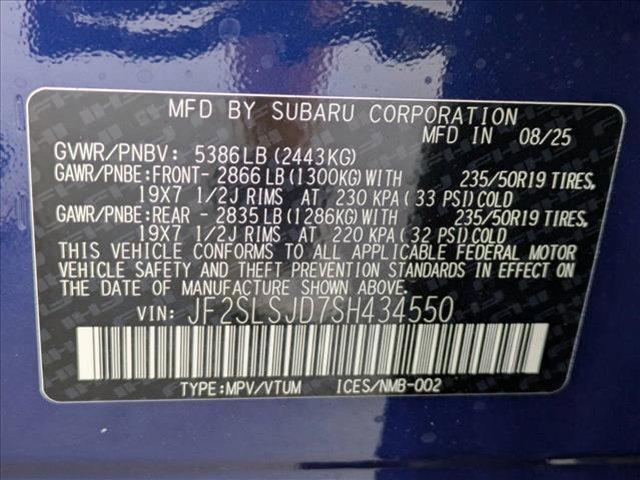 MFD BY SUBARU CORPORATION
MFD IN 08/25
GVWR/PNBV: 5386LB(2443KG)
GAWR/PNBE:FRONT- 2866LB(1300KG)WITH 235/50R19 TIRES,
19X7 1/2J RIMS AT 230 KPA(33 PSI)COLD
GAWR/PNBE:REAR - 2835LB(1286KG)WITH 235/50R19 TIRES,
19X7 1/2J RIMS AT 220 KPA(32 PSI)COLD
THIS VEHICLE CONFORMS TO ALL APPLICABLE FEDERAL MOTOR
VEHICLE SAFETY AND THEFT PREVENTION STANDARDS IN EFFECT ON
THE DATE OF MANUFACTURE SHOWN ABOVE.
VIN: JF2SLSJD7SH434550
TYPE:MPV/VTUM ICES/NMB-002